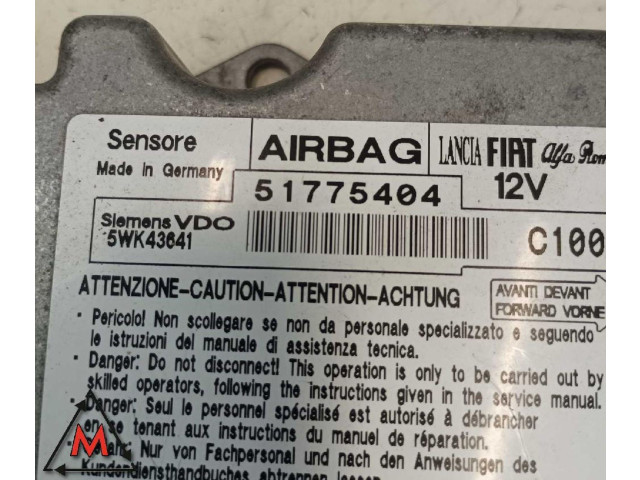 Sensore
AIRBAG
LANCIA FIAT Alfa Rom
Made in Germany
51775404
12V
Siemens VDO
5WK43641
C100
ATTENZIONE-CAUTION-ATTENTION-ACHTUNG
AVANTI DEVANT
FORWARD VORNE
• Pericolo! Non scollegare se non da personale specializzato e seguendo
le istruzioni del manuale di assistenza tecnica.
• Danger: Do not disconnect! This operation is only to be carried out by
skilled operators, following the instructions given in the service manual.
• Danger: Seul le personnel spécialisé est autorisé à débrancher
en se tenant aux instructions du manuel de réparation.
Nur von Fachpersonal und nach den Anweisungen des
Kundendiensthandbuches abtrennen lassen
M